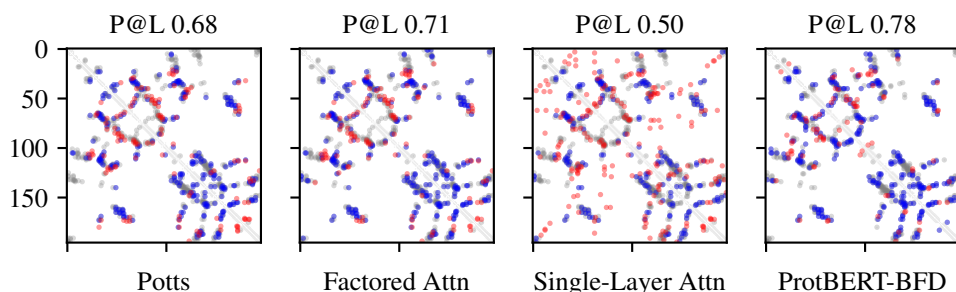 P@L 0.68 P@L 0.71 P@L 0.50 P@L 0.78
0
50
100
150
Potts Factored Attn Single-Layer Attn ProtBERT-BFD